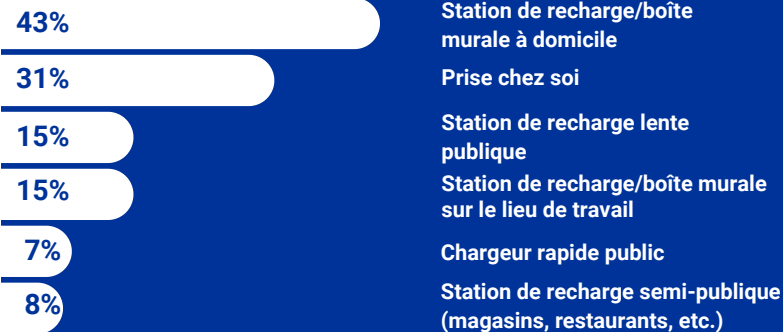 43%
Station de recharge/boîte
murale à domicile
31%
Prise chez soi
15%
Station de recharge lente
publique
15%
Station de recharge/boîte murale
sur le lieu de travail
7%
Chargeur rapide public
8%
Station de recharge semi-publique
(magasins, restaurants, etc.)